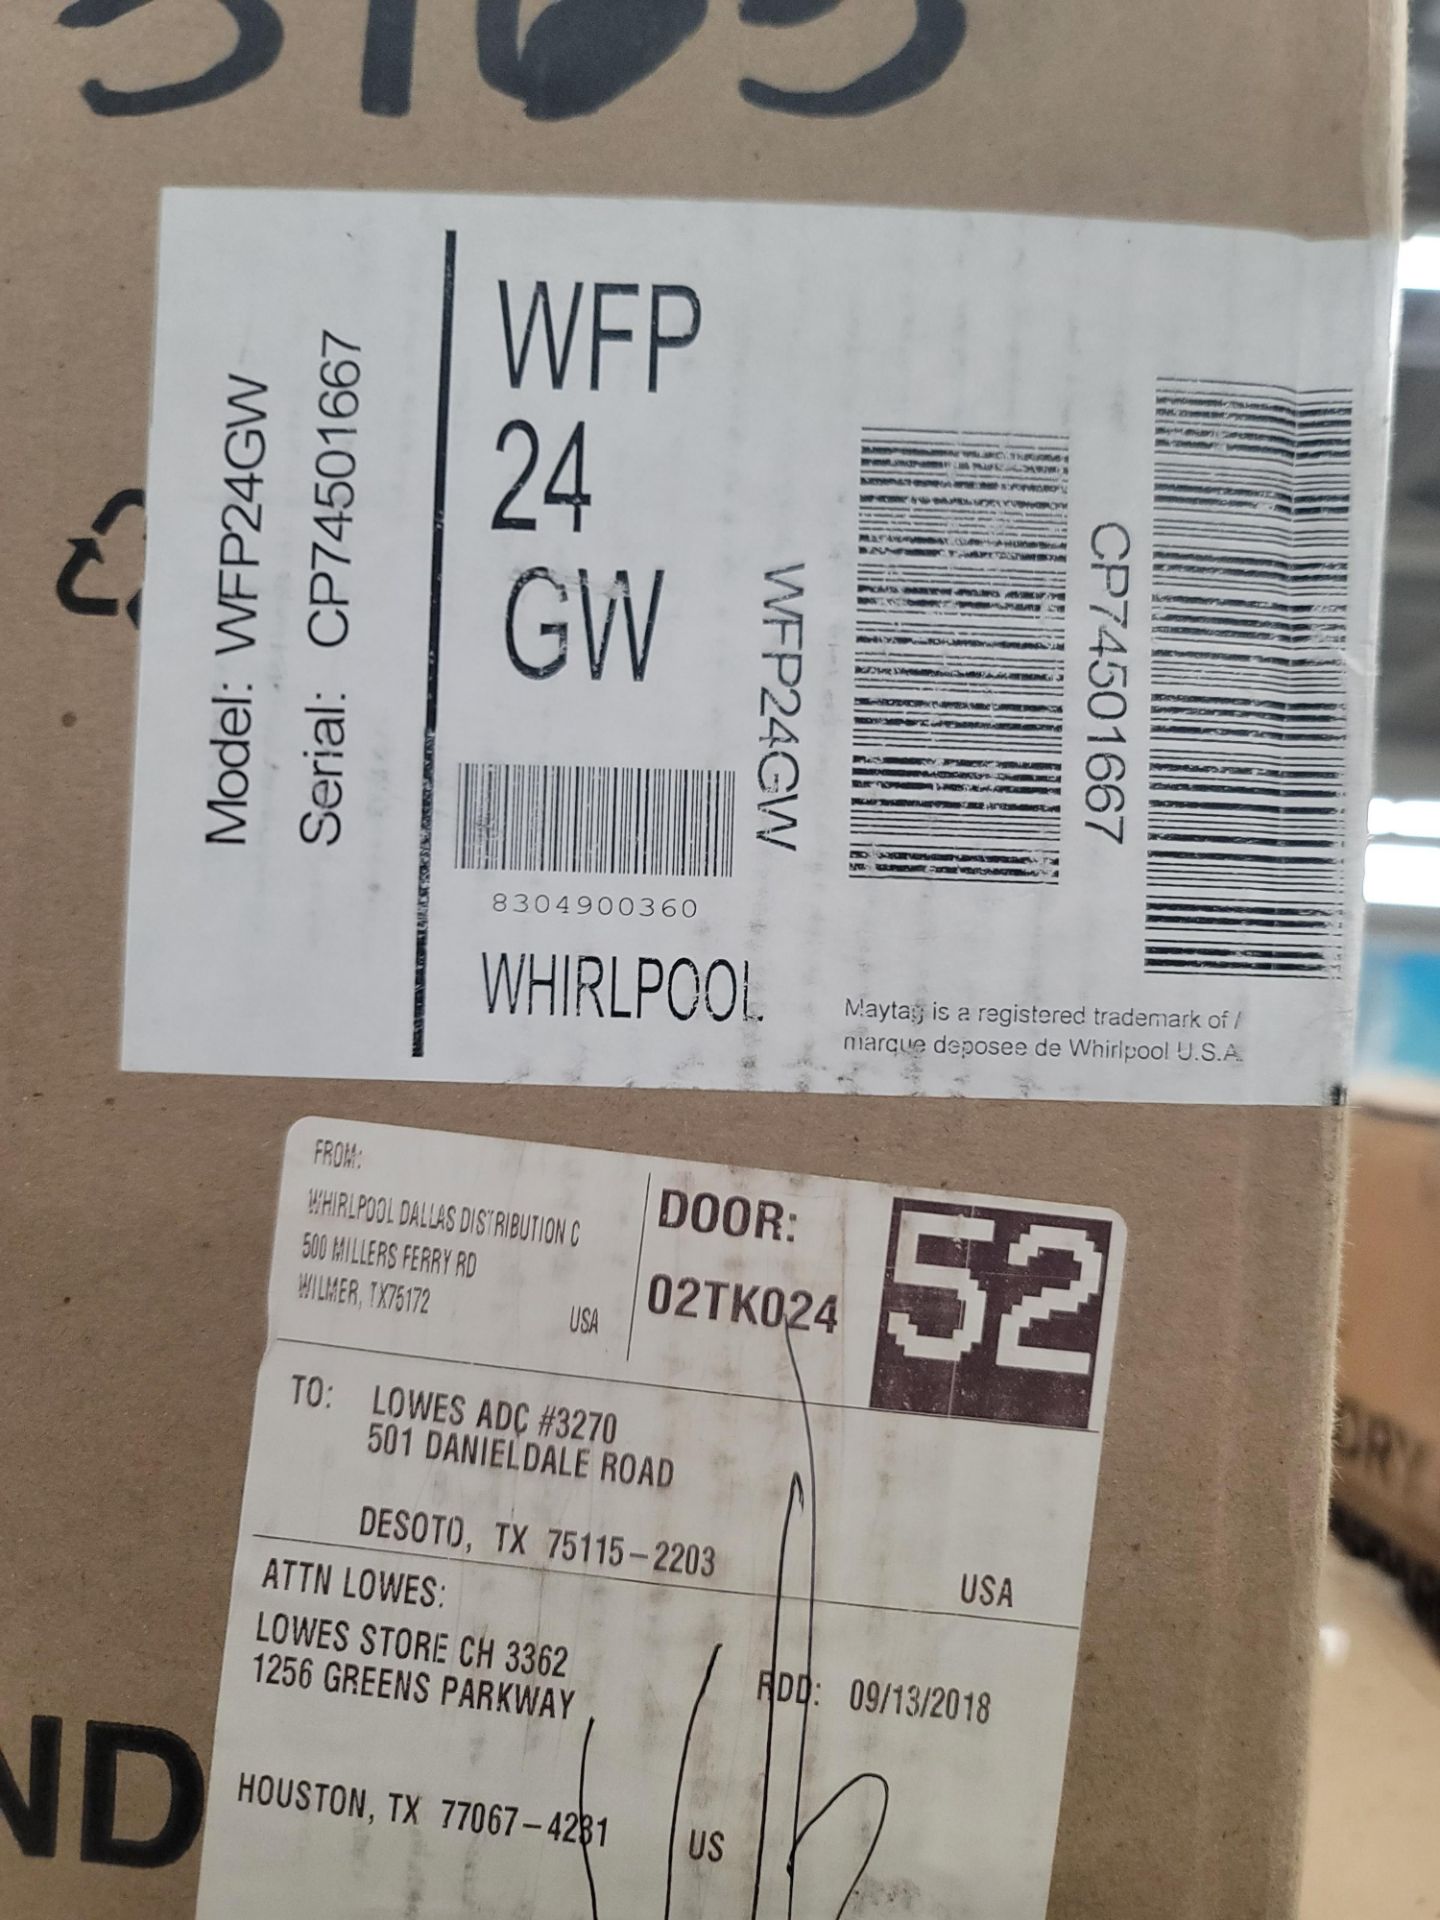 Model: WFP24GW
Serial: CP74501667
WFP
24
GW
8304900360
WHIRLPOOL
WFP24GW
CP74501667
Maytag is a registered trademark of /
marque deposee de Whirlpool U.S.A.
FROM:
WHIRLPOOL DALLAS DISTRIBUTION C
500 MILLERS FERRY RD
WILMER, TX75172
USA
DOOR:
02TK024
52
TO: LOWES ADC #3270
501 DANIELDALE ROAD
DESOTO, TX 75115-2203
USA
ATTN LOWES:
LOWES STORE CH 3362
1256 GREENS PARKWAY
RDD: 09/13/2018
HOUSTON, TX 77067-4281
US
ND